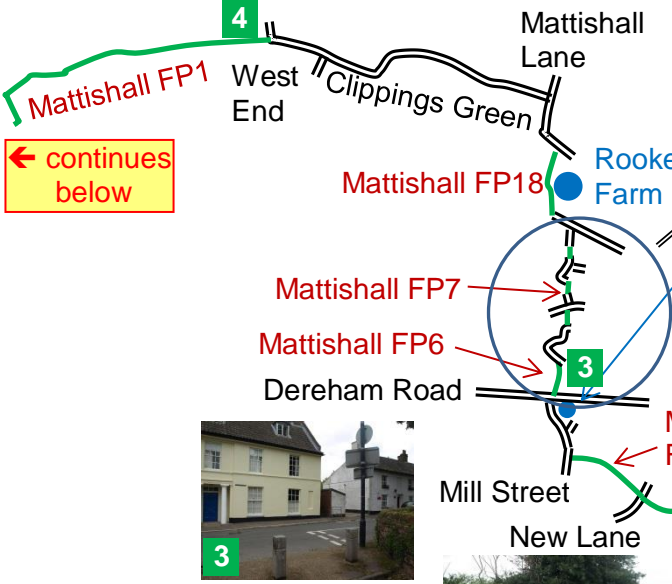 4
Mattishall
Lane
Mattishall FP1
West
End
Clippings Green
← continues
below
Mattishall FP18
Farm
Mattishall FP7
Mattishall FP6
3
Dereham Road
Mill Street
New Lane
3